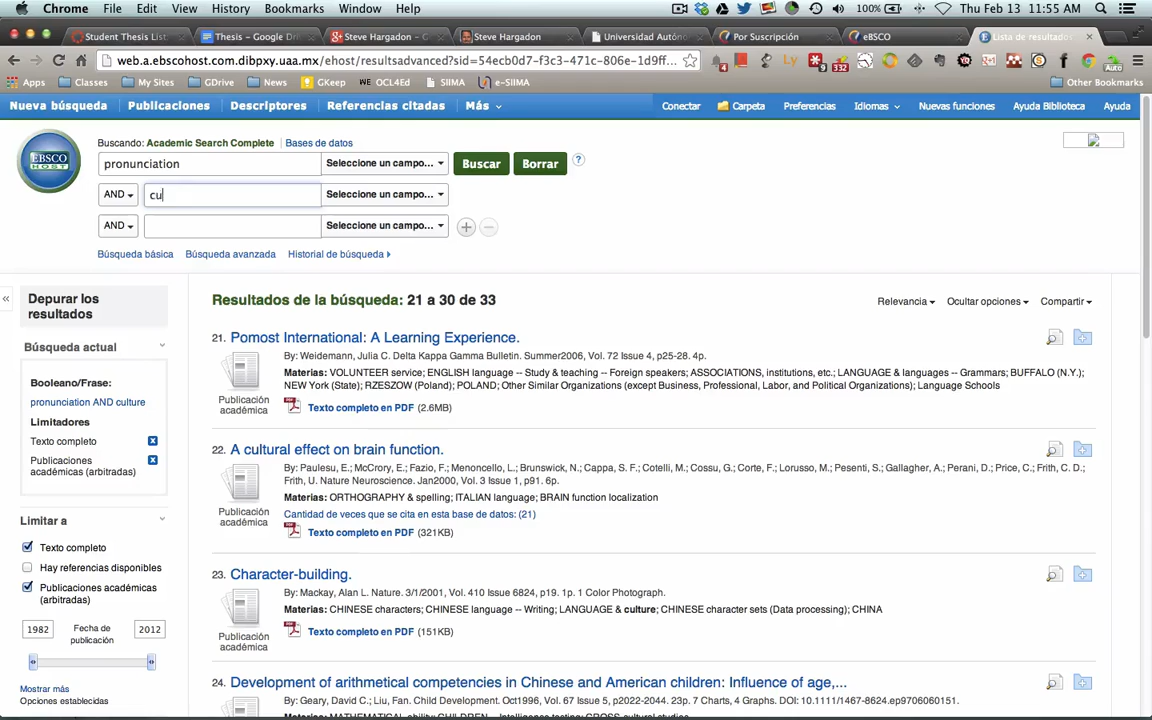 Chrome File Edit View History Bookmarks Window Help 100% Thu Feb 13 11:55 AM
Student Thesis List Thesis – Google Dri Steve Hargadon - G Steve Hargadon Universidad Autónc Por Suscripción eBSCO Lista de resultados
web.a.ebscohost.com.dibpxy.uaa.mx/ehost/resultsadvanced?sid=54ecb0d7-f3c3-471c-806e-1d9ff...
Apps Classes My Sites GDrive News GKeep WE OCL4Ed SIIMA e-SIIMA Other Bookmarks
Nueva búsqueda Publicaciones Descriptores Referencias citadas Más Conectar Carpeta Preferencias Idiomas Nuevas funciones Ayuda Biblioteca Ayuda
Buscando: Academic Search Complete Bases de datos
EBSCO
HOST
pronunciation Seleccione un campo... Buscar Borrar ?
AND cu Seleccione un campo...
AND Seleccione un campo...
Búsqueda básica Búsqueda avanzada Historial de búsqueda
«
Depurar los
resultados
Búsqueda actual
Booleano/Frase:
pronunciation AND culture
Limitadores
Texto completo
Publicaciones
académicas (arbitradas)
Limitar a
Texto completo
Hay referencias disponibles
Publicaciones académicas
(arbitradas)
1982 Fecha de
publicación 2012
Mostrar más
Opciones establecidas
Resultados de la búsqueda: 21 a 30 de 33
Relevancia Ocultar opciones Compartir
21. Pomost International: A Learning Experience.
By: Weidemann, Julia C. Delta Kappa Gamma Bulletin. Summer2006, Vol. 72 Issue 4, p25-28. 4p.
Materias: VOLUNTEER service; ENGLISH language -- Study & teaching -- Foreign speakers; ASSOCIATIONS, institutions, etc.; LANGUAGE & languages -- Grammars; BUFFALO (N.Y.);
NEW York (State); RZESZOW (Poland); POLAND; Other Similar Organizations (except Business, Professional, Labor, and Political Organizations); Language Schools
Publicación
académica
Texto completo en PDF (2.6MB)
22. A cultural effect on brain function.
By: Paulesu, E.; McCrory, E.; Fazio, F.; Menoncello, L.; Brunswick, N.; Cappa, S. F.; Cotelli, M.; Cossu, G.; Corte, F.; Lorusso, M.; Pesenti, S.; Gallagher, A.; Perani, D.; Price, C.; Frith, C. D.;
Frith, U. Nature Neuroscience. Jan2000, Vol. 3 Issue 1, p91. 6p.
Materias: ORTHOGRAPHY & spelling; ITALIAN language; BRAIN function localization
Publicación
académica
Cantidad de veces que se cita en esta base de datos: (21)
Texto completo en PDF (321KB)
23. Character-building.
By: Mackay, Alan L. Nature. 3/1/2001, Vol. 410 Issue 6824, p19. 1p. 1 Color Photograph.
Materias: CHINESE characters; CHINESE language -- Writing; LANGUAGE & culture; CHINESE character sets (Data processing); CHINA
Publicación
académica
Texto completo en PDF (151KB)
24. Development of arithmetical competencies in Chinese and American children: Influence of age,...
By: Geary, David C.; Liu, Fan. Child Development. Oct1996, Vol. 67 Issue 5, p2022-2044. 23p. 7 Charts, 4 Graphs. DOI: 10.1111/1467-8624.ep9706060151.